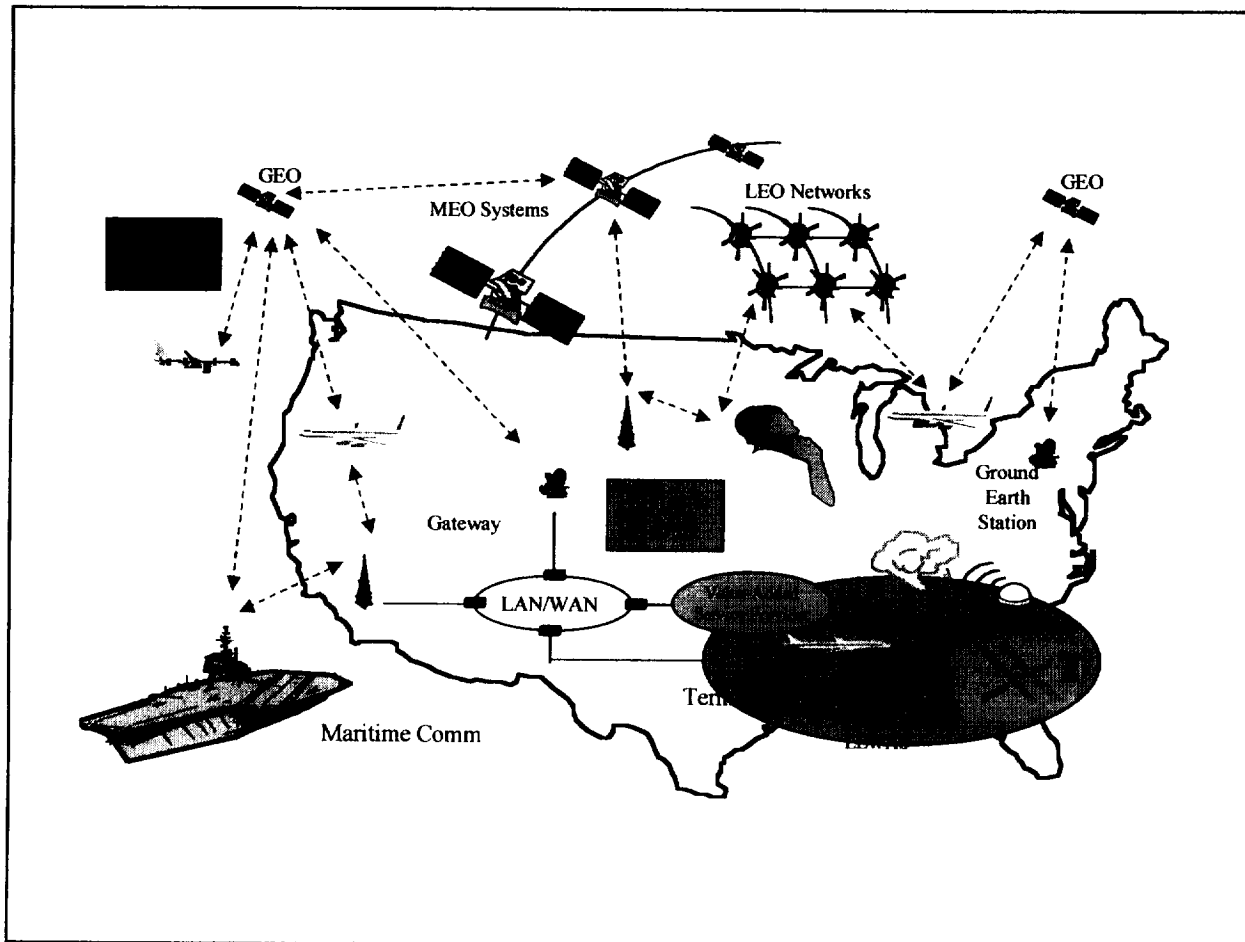 GEO
GEO
LEO Networks
MEO Systems
Ground
Earth
Station
Gateway
LAN/WAN
Maritime Comm